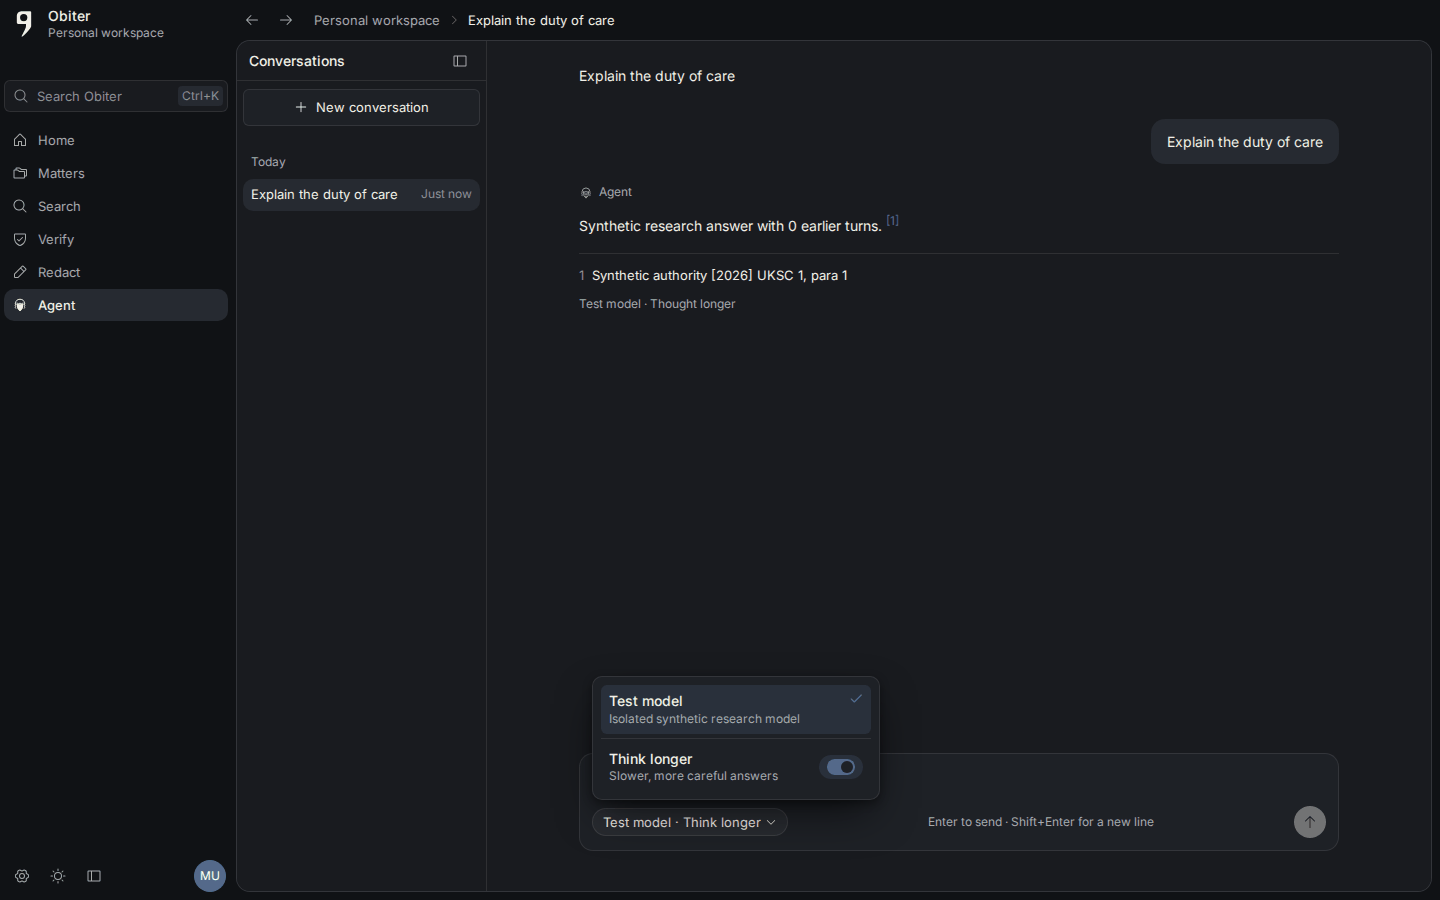 Obiter
Personal workspace
Personal workspace
Explain the duty of care
Search Obiter
Ctrl+K
Home
Matters
Search
Verify
Redact
Agent
MU
Conversations
New conversation
Today
Explain the duty of care
Just now
Explain the duty of care
Explain the duty of care
Agent
Synthetic research answer with 0 earlier turns. [1]
1 Synthetic authority [2026] UKSC 1, para 1
Test model · Thought longer
Test model
Isolated synthetic research model
Think longer
Slower, more careful answers
Test model · Think longer
Enter to send · Shift+Enter for a new line